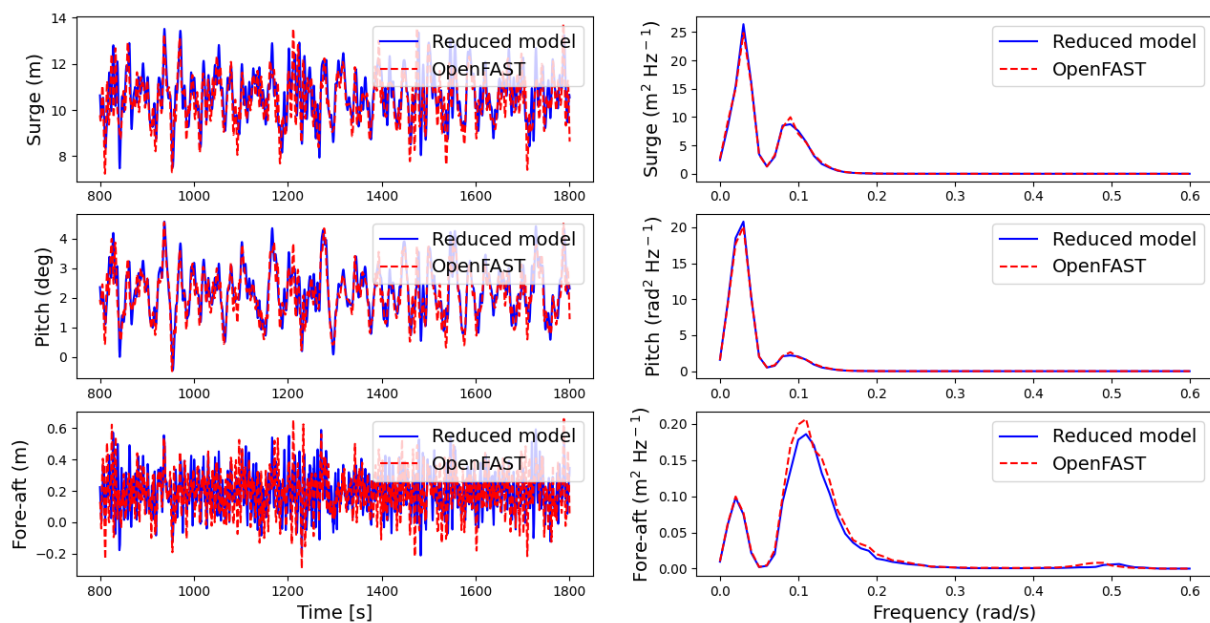 Surge (m)
14
12
10
8
800 1000 1200 1400 1600 1800
Reduced model
OpenFAST
Surge (m² Hz⁻¹)
25
20
15
10
5
0
0.0 0.1 0.2 0.3 0.4 0.5 0.6
Reduced model
OpenFAST
Pitch (deg)
4
3
2
1
0
800 1000 1200 1400 1600 1800
Reduced model
OpenFAST
Pitch (rad² Hz⁻¹)
20
15
10
5
0
0.0 0.1 0.2 0.3 0.4 0.5 0.6
Reduced model
OpenFAST
Fore-aft (m)
0.6
0.4
0.2
0.0
−0.2
800 1000 1200 1400 1600 1800
Time [s]
Reduced model
OpenFAST
Fore-aft (m² Hz⁻¹)
0.20
0.15
0.10
0.05
0.00
0.0 0.1 0.2 0.3 0.4 0.5 0.6
Frequency (rad/s)
Reduced model
OpenFAST